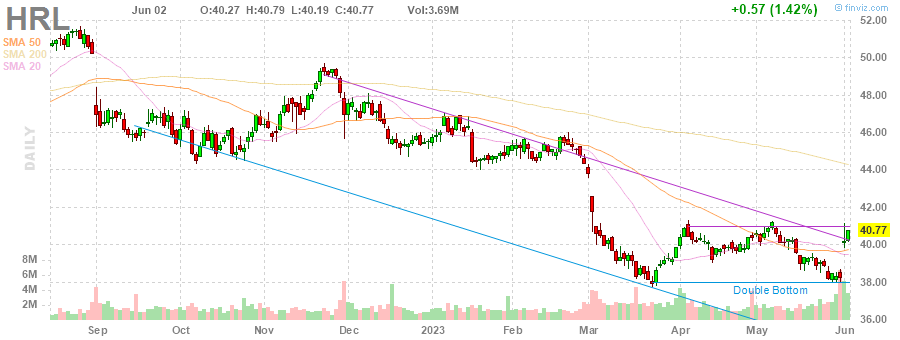 HRL
Jun 02 O:40.27 H:40.79 L:40.19 C:40.77 Vol:3.69M +0.57 (1.42%)
© finviz.com
SMA 50
SMA 200
SMA 20
DAILY
52.00
50.00
48.00
46.00
44.00
42.00
40.77
40.00
38.00
36.00
8M
6M
4M
2M
Double Bottom
Sep Oct Nov Dec 2023 Feb Mar Apr May Jun